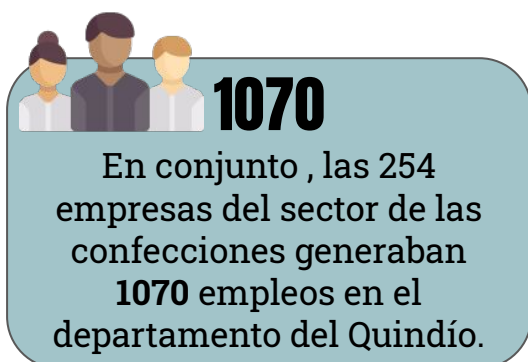 1070
En conjunto , las 254
empresas del sector de las
confecciones generaban
1070 empleos en el
departamento del Quindío.